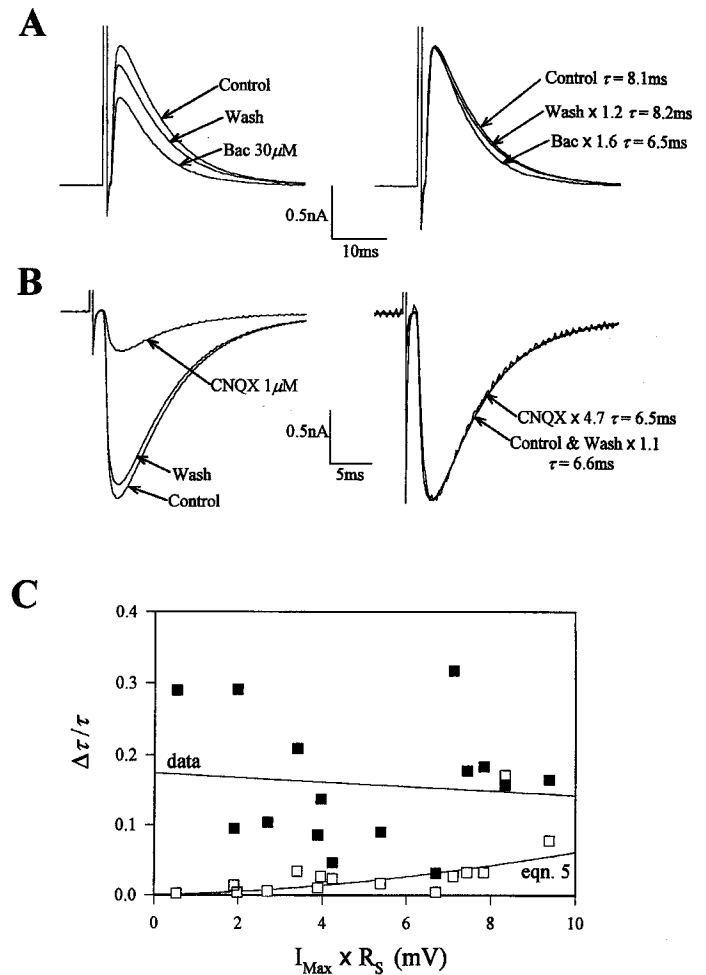 A
Control
Wash
Bac 30μM
Control τ = 8.1ms
Wash x 1.2 τ = 8.2ms
Bac x 1.6 τ = 6.5ms
0.5nA
10ms
B
CNQX 1μM
Wash
Control
0.5nA
5ms
CNQX x 4.7 τ = 6.5ms
Control & Wash x 1.1
τ = 6.6ms
C
0.4
0.3
0.2
0.1
0.0
Δτ/τ
data
eqn. 5
0 2 4 6 8 10
I_Max x R_S (mV)